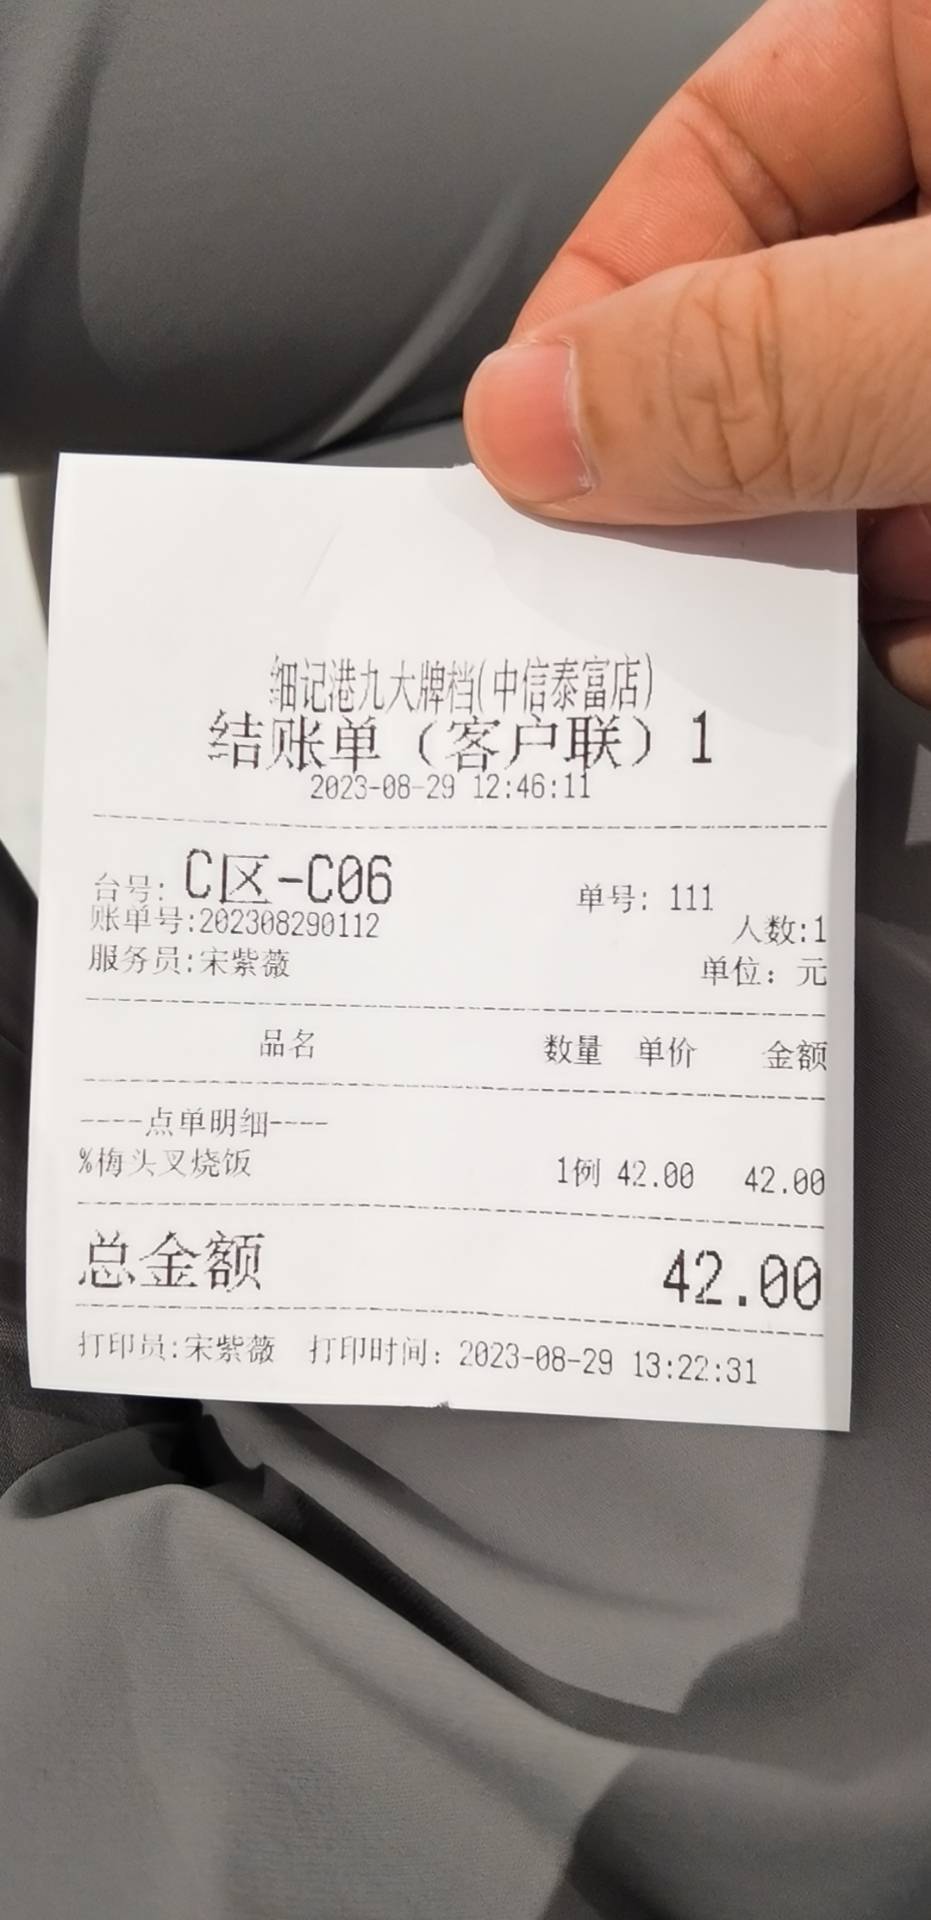 细记港九大牌档(中信泰富店)
结账单（客户联）1
2023-08-29 12:46:11
台号: C区-C06 单号: 111
账单号:202308290112 人数:1
服务员:宋紫薇 单位: 元
品名 数量 单价 金额
----点单明细----
%梅头叉烧饭 1例 42.00 42.00
总金额 42.00
打印员:宋紫薇 打印时间: 2023-08-29 13:22:31